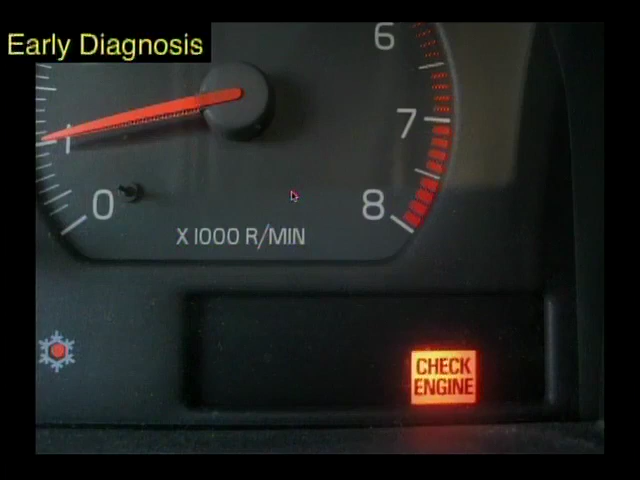 Early Diagnosis
6
7
1
0
8
X 1000 R/MIN
CHECK
ENGINE